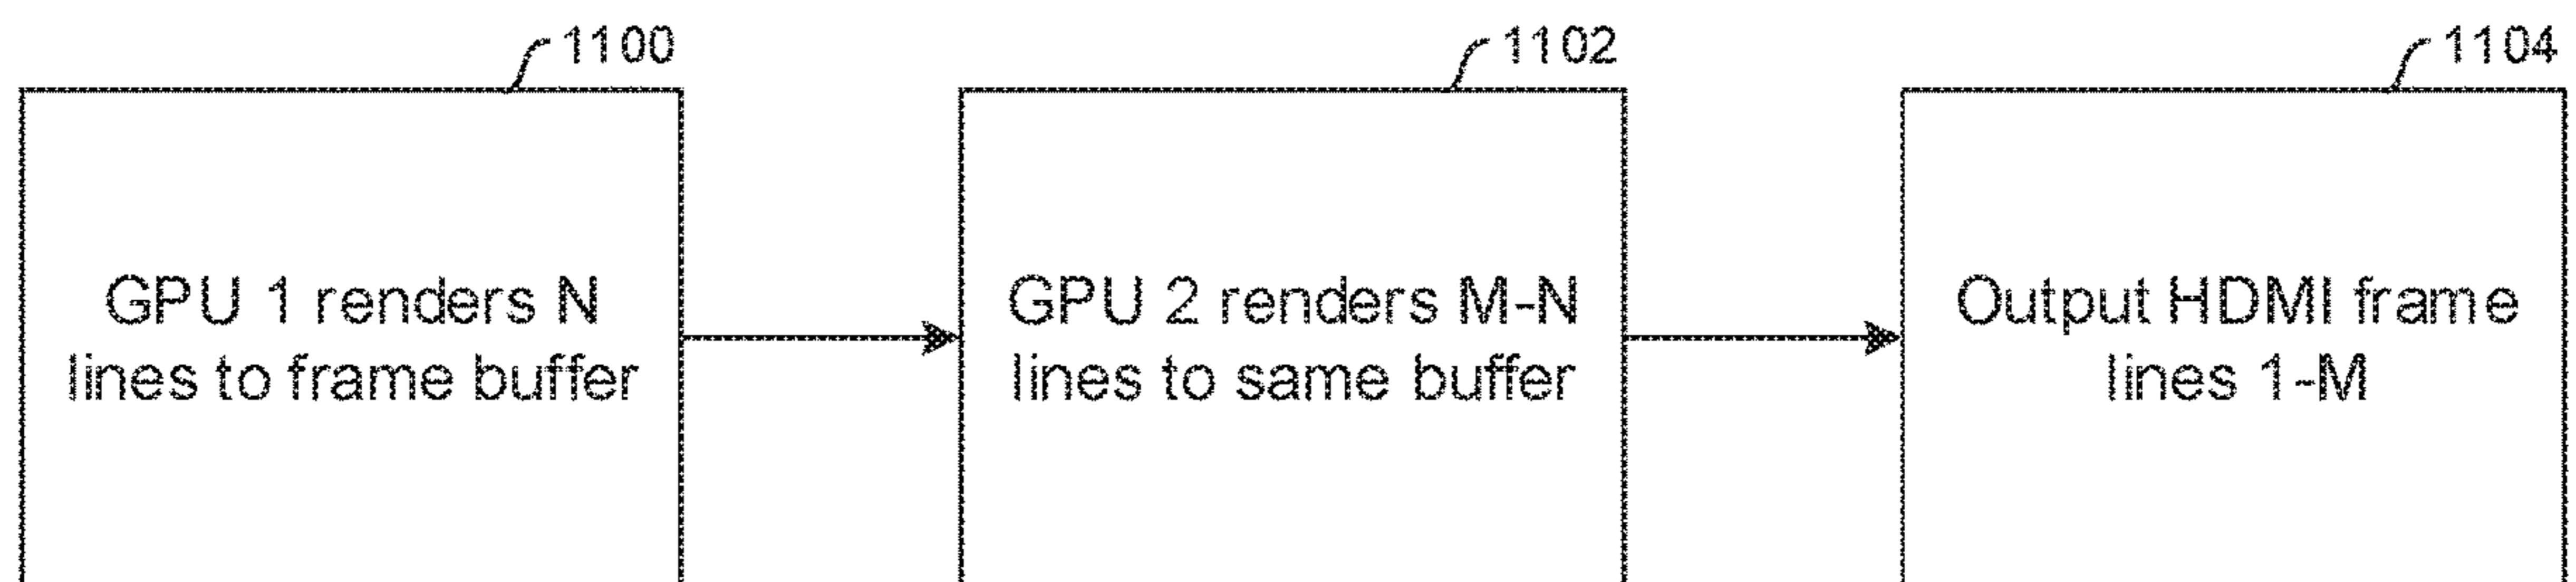 1100
GPU 1 renders N
lines to frame buffer
1102
GPU 2 renders M-N
lines to same buffer
1104
Output HDMI frame
lines 1-M